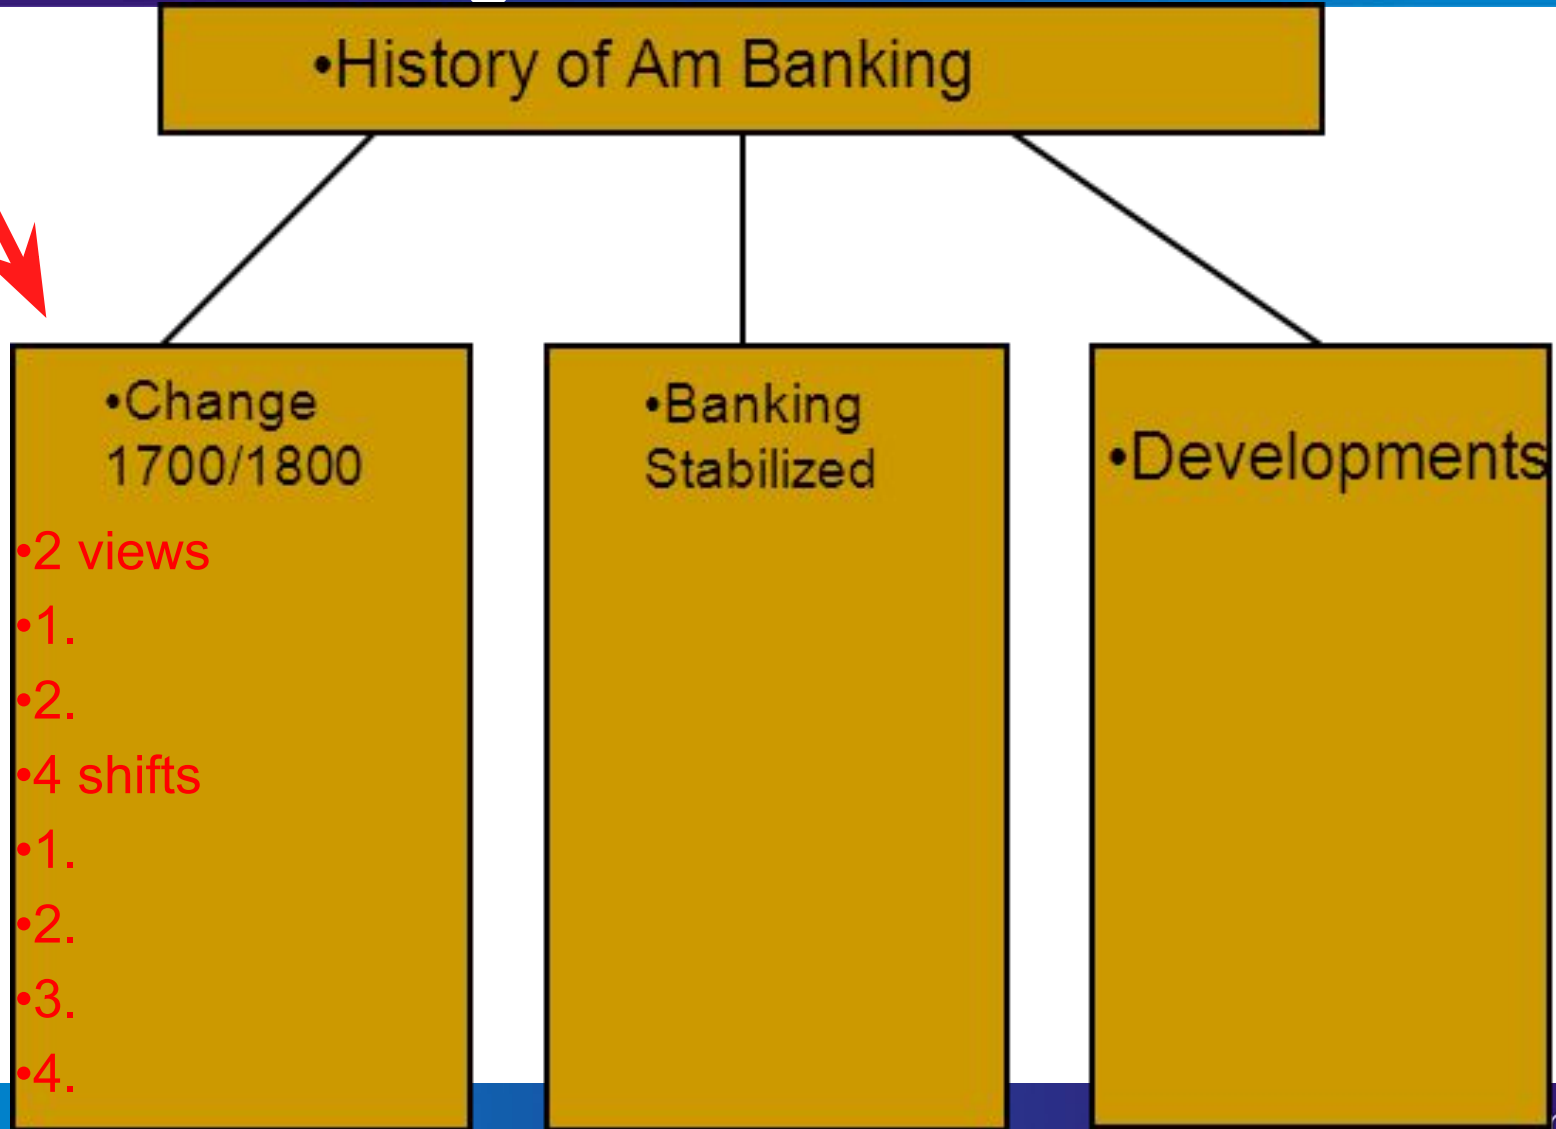 •History of Am Banking
•Change
1700/1800
•2 views
•1.
•2.
•4 shifts
•1.
•2.
•3.
•4.
•Banking
Stabilized
•Developments